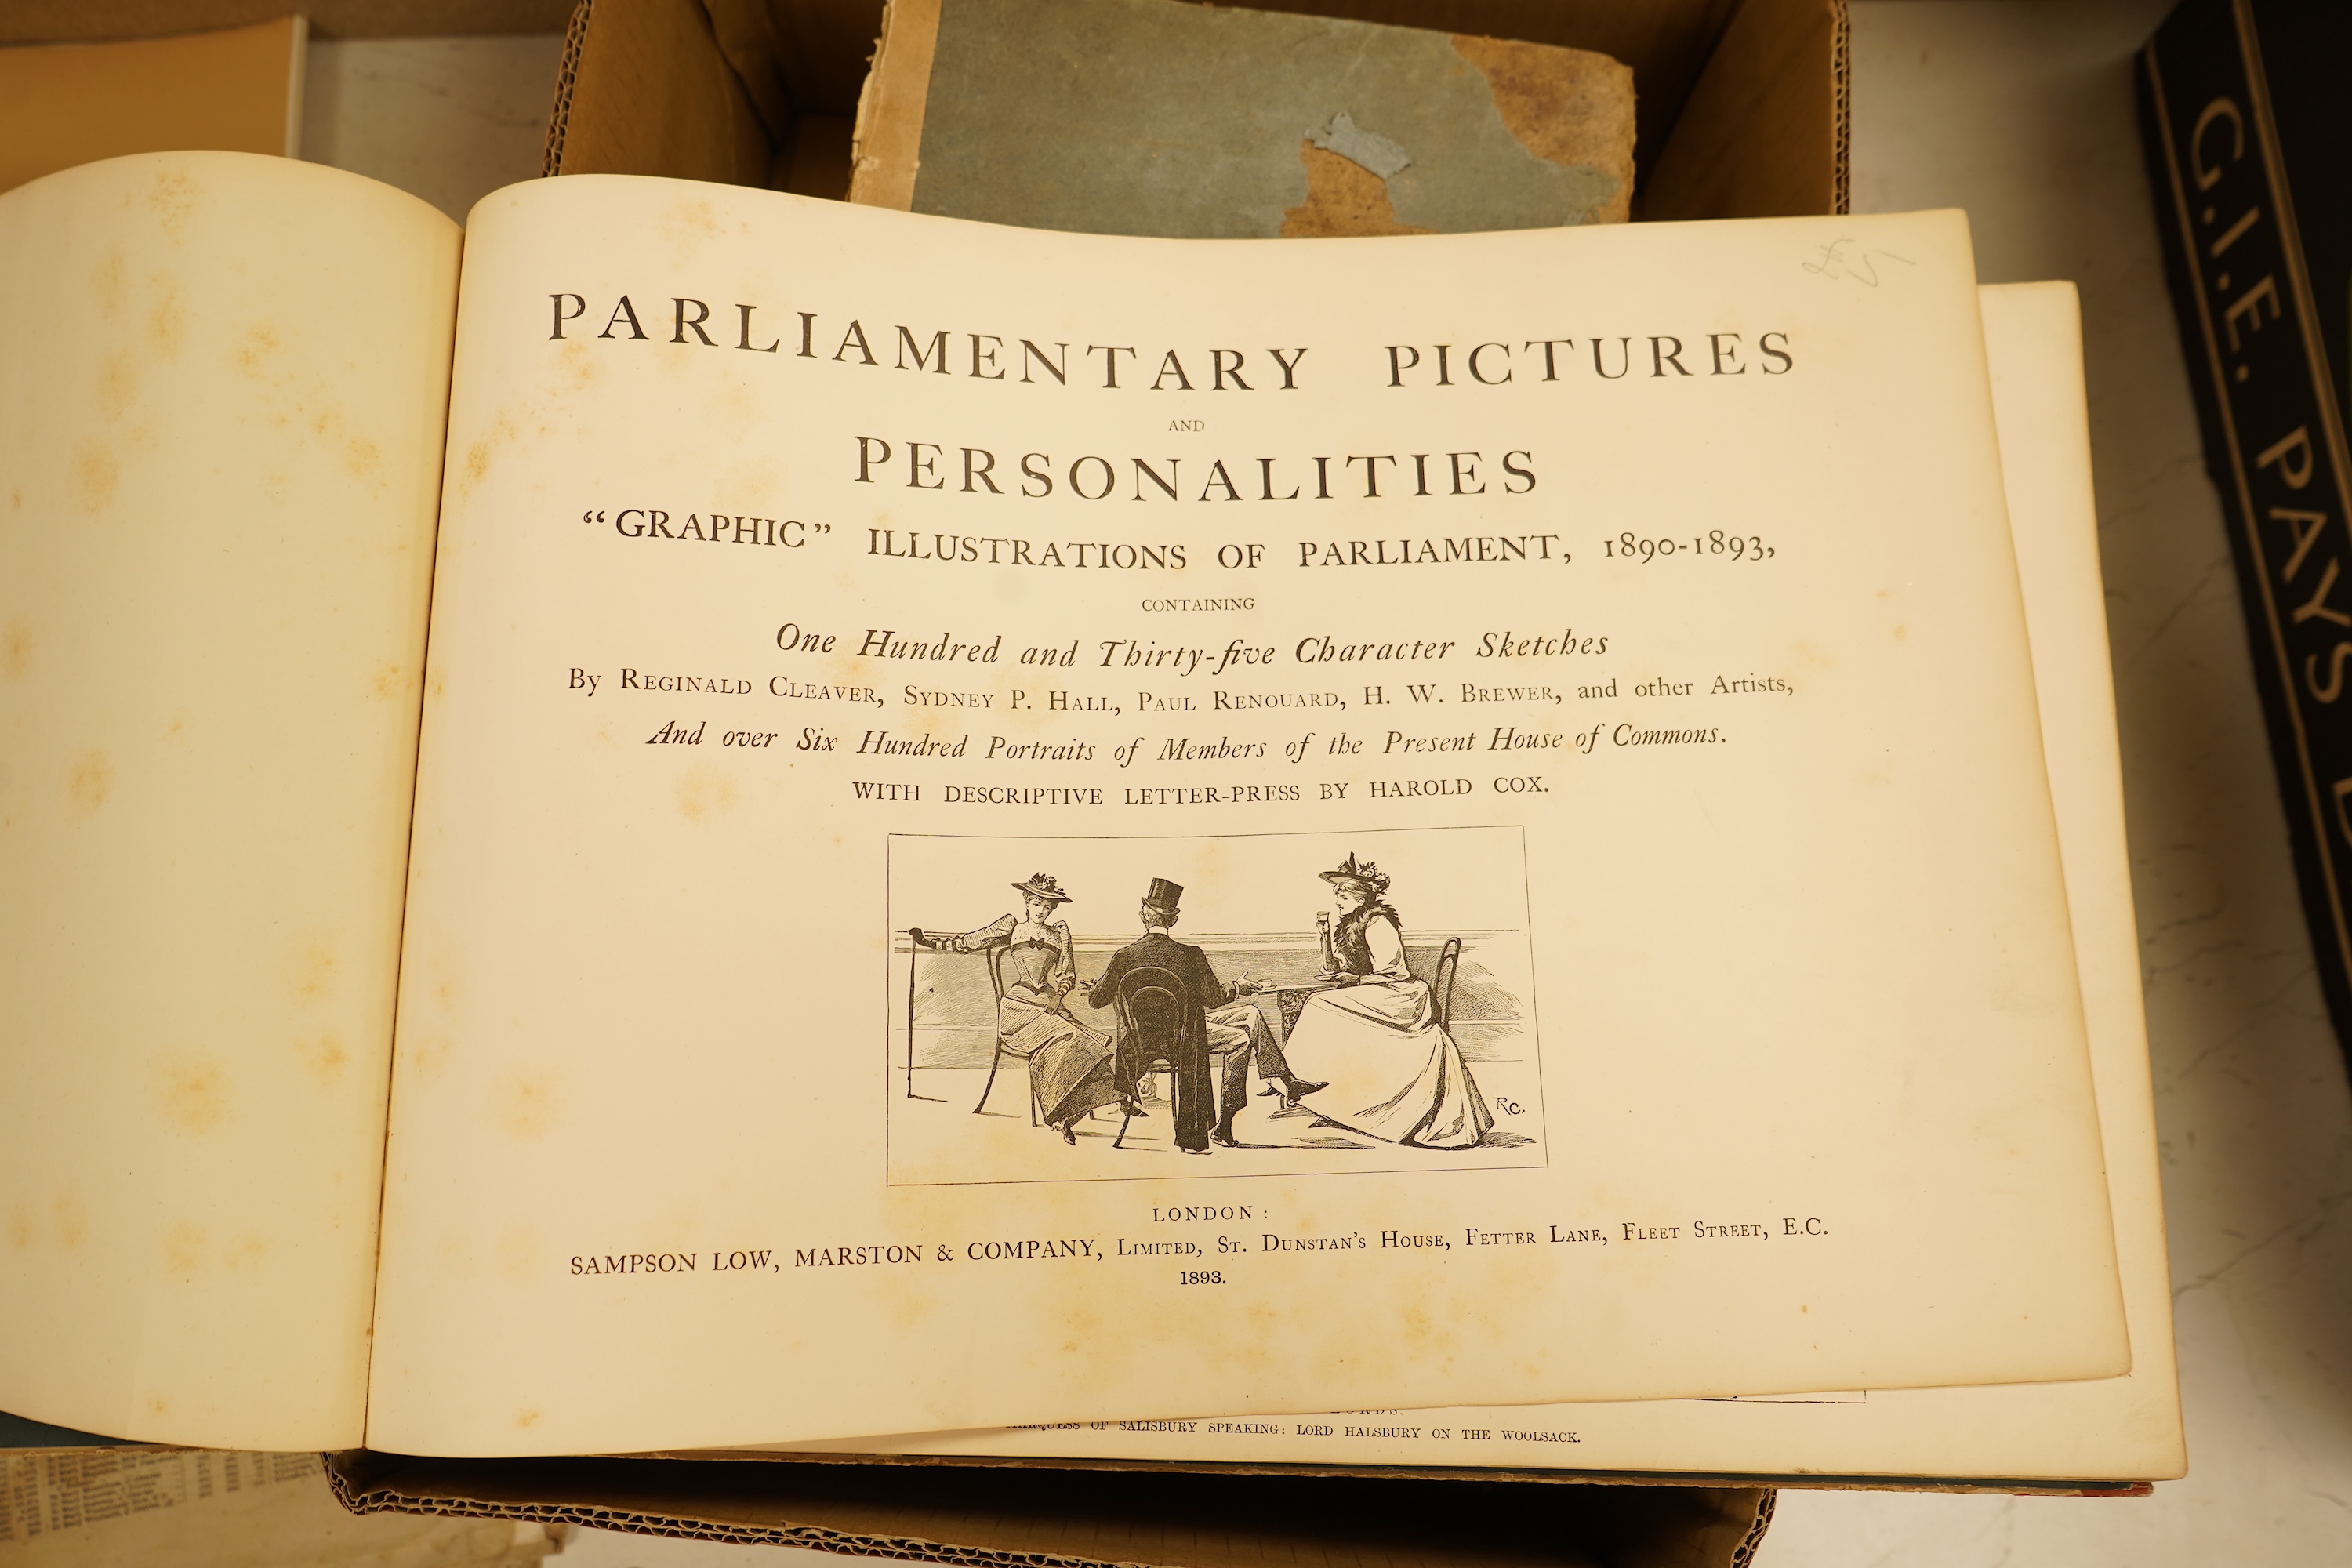 PARLIAMENTARY PICTURES
AND
PERSONALITIES
"GRAPHIC" ILLUSTRATIONS OF PARLIAMENT, 1890-1893,
CONTAINING
One Hundred and Thirty-five Character Sketches
By REGINALD CLEAVER, SYDNEY P. HALL, PAUL RENOUARD, H. W. BREWER, and other Artists,
And over Six Hundred Portraits of Members of the Present House of Commons.
WITH DESCRIPTIVE LETTER-PRESS BY HAROLD COX.
R.C.
LONDON:
SAMPSON LOW, MARSTON & COMPANY, LIMITED, ST. DUNSTAN'S HOUSE, FETTER LANE, FLEET STREET, E.C.
1893.
OF SALISBURY SPEAKING: LORD HALSBURY ON THE WOOLSACK.
G.I.E. PAYS